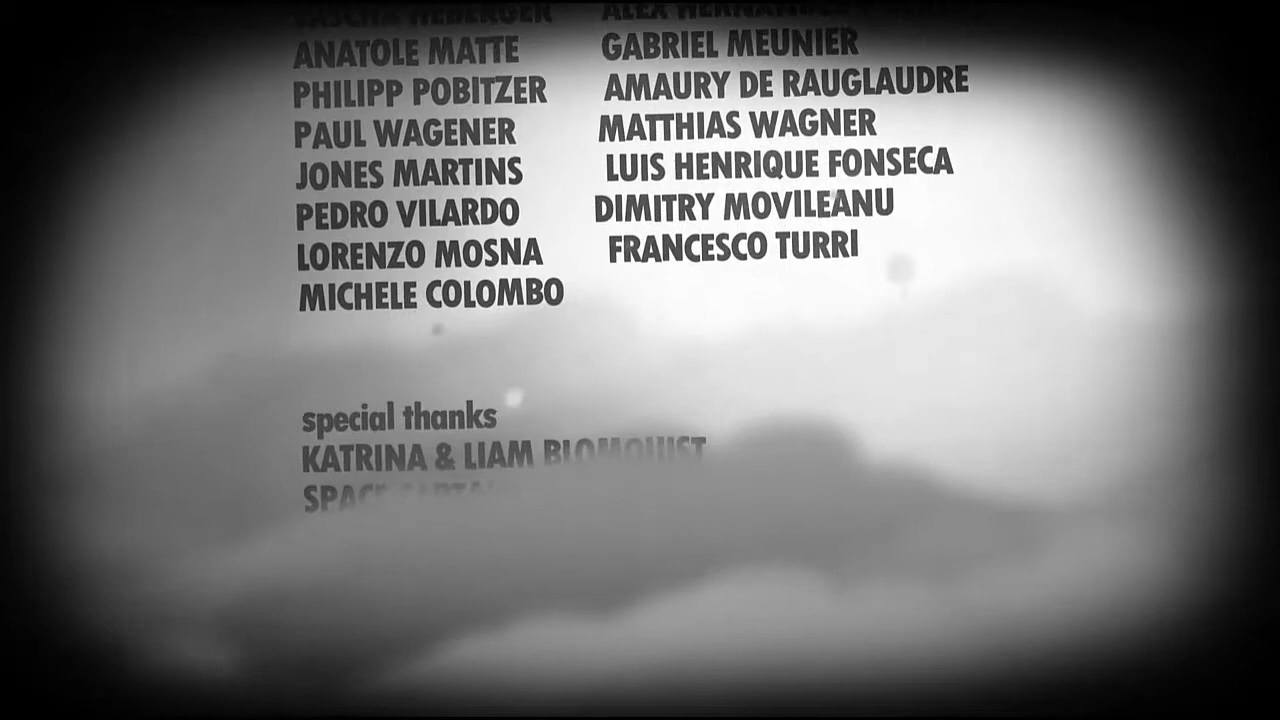 ANATOLE MATTE
PHILIPP POBITZER
PAUL WAGENER
JONES MARTINS
PEDRO VILARDO
LORENZO MOSNA
MICHELE COLOMBO
GABRIEL MEUNIER
AMAURY DE RAUGLAUDRE
MATTHIAS WAGNER
LUIS HENRIQUE FONSECA
DIMITRY MOVILEANU
FRANCESCO TURRI
special thanks
KATRINA & LIAM BLOMQUIST